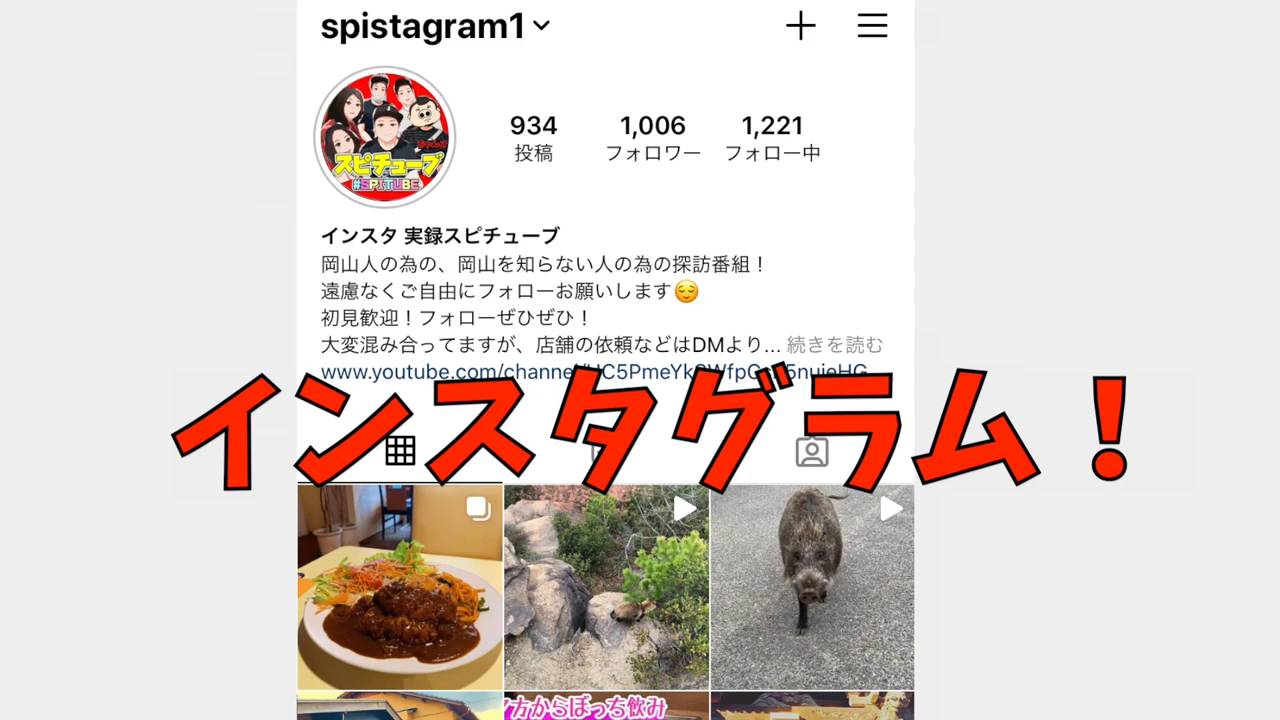 spistagram1
スピチューブ
#SPITUBE
934
投稿
1,006
フォロワー
1,221
フォロー中
インスタ 実録スピチューブ
岡山人の為の、岡山を知らない人の為の探訪番組！
遠慮なくご自由にフォローお願いします😌
初見歓迎！フォローぜひぜひ！
大変混み合ってますが、店舗の依頼などはDMより... 続きを読む
インスタグラム！
方からぼっち飲み